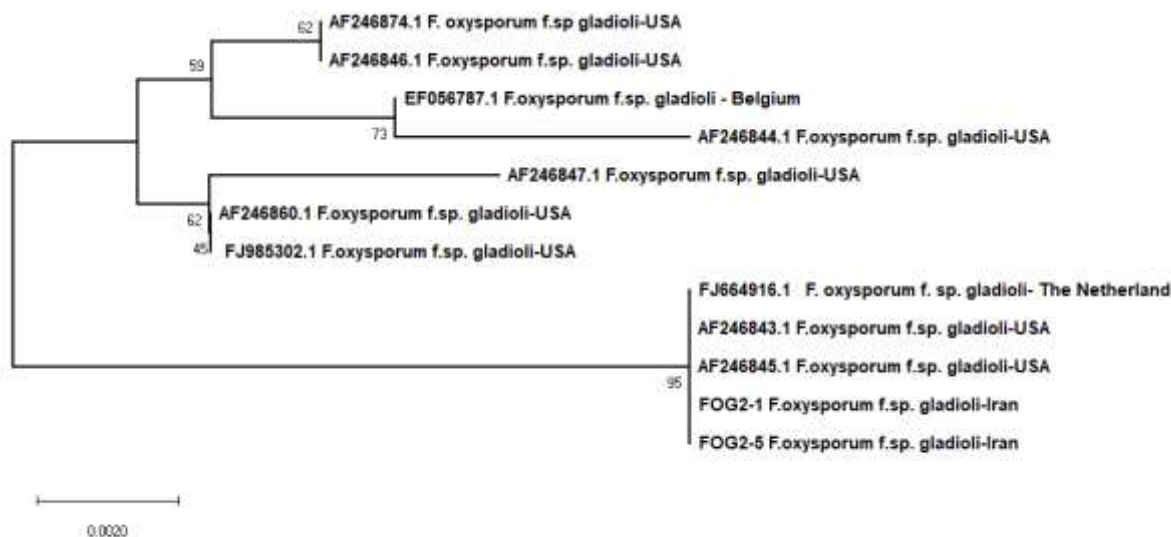 62
AF246874.1 F. oxysporum f.sp gladioli-USA
AF246846.1 F.oxysporum f.sp. gladioli-USA
59
EF056787.1 F.oxysporum f.sp. gladioli - Belgium
73
AF246844.1 F.oxysporum f.sp. gladioli-USA
AF246847.1 F.oxysporum f.sp. gladioli-USA
62
AF246860.1 F.oxysporum f.sp. gladioli-USA
45
FJ985302.1 F.oxysporum f.sp. gladioli-USA
FJ664916.1 F. oxysporum f. sp. gladioli- The Netherland
AF246843.1 F.oxysporum f.sp. gladioli-USA
AF246845.1 F.oxysporum f.sp. gladioli-USA
95
FOG2-1 F.oxysporum f.sp. gladioli-Iran
FOG2-5 F.oxysporum f.sp. gladioli-Iran
0.0020